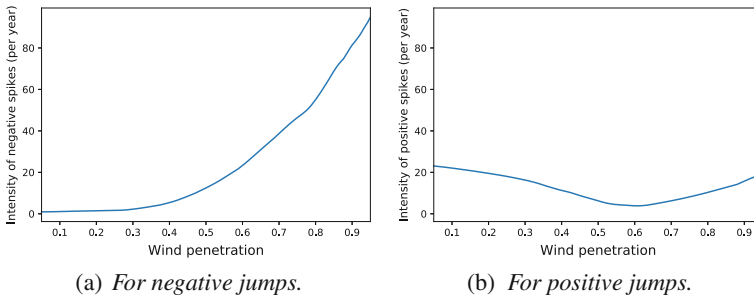 Intensity of negative spikes (per year)
80
60
40
20
0
0.1 0.2 0.3 0.4 0.5 0.6 0.7 0.8 0.9
Wind penetration
(a) For negative jumps.
Intensity of positive spikes (per year)
80
60
40
20
0
0.1 0.2 0.3 0.4 0.5 0.6 0.7 0.8 0.9
Wind penetration
(b) For positive jumps.